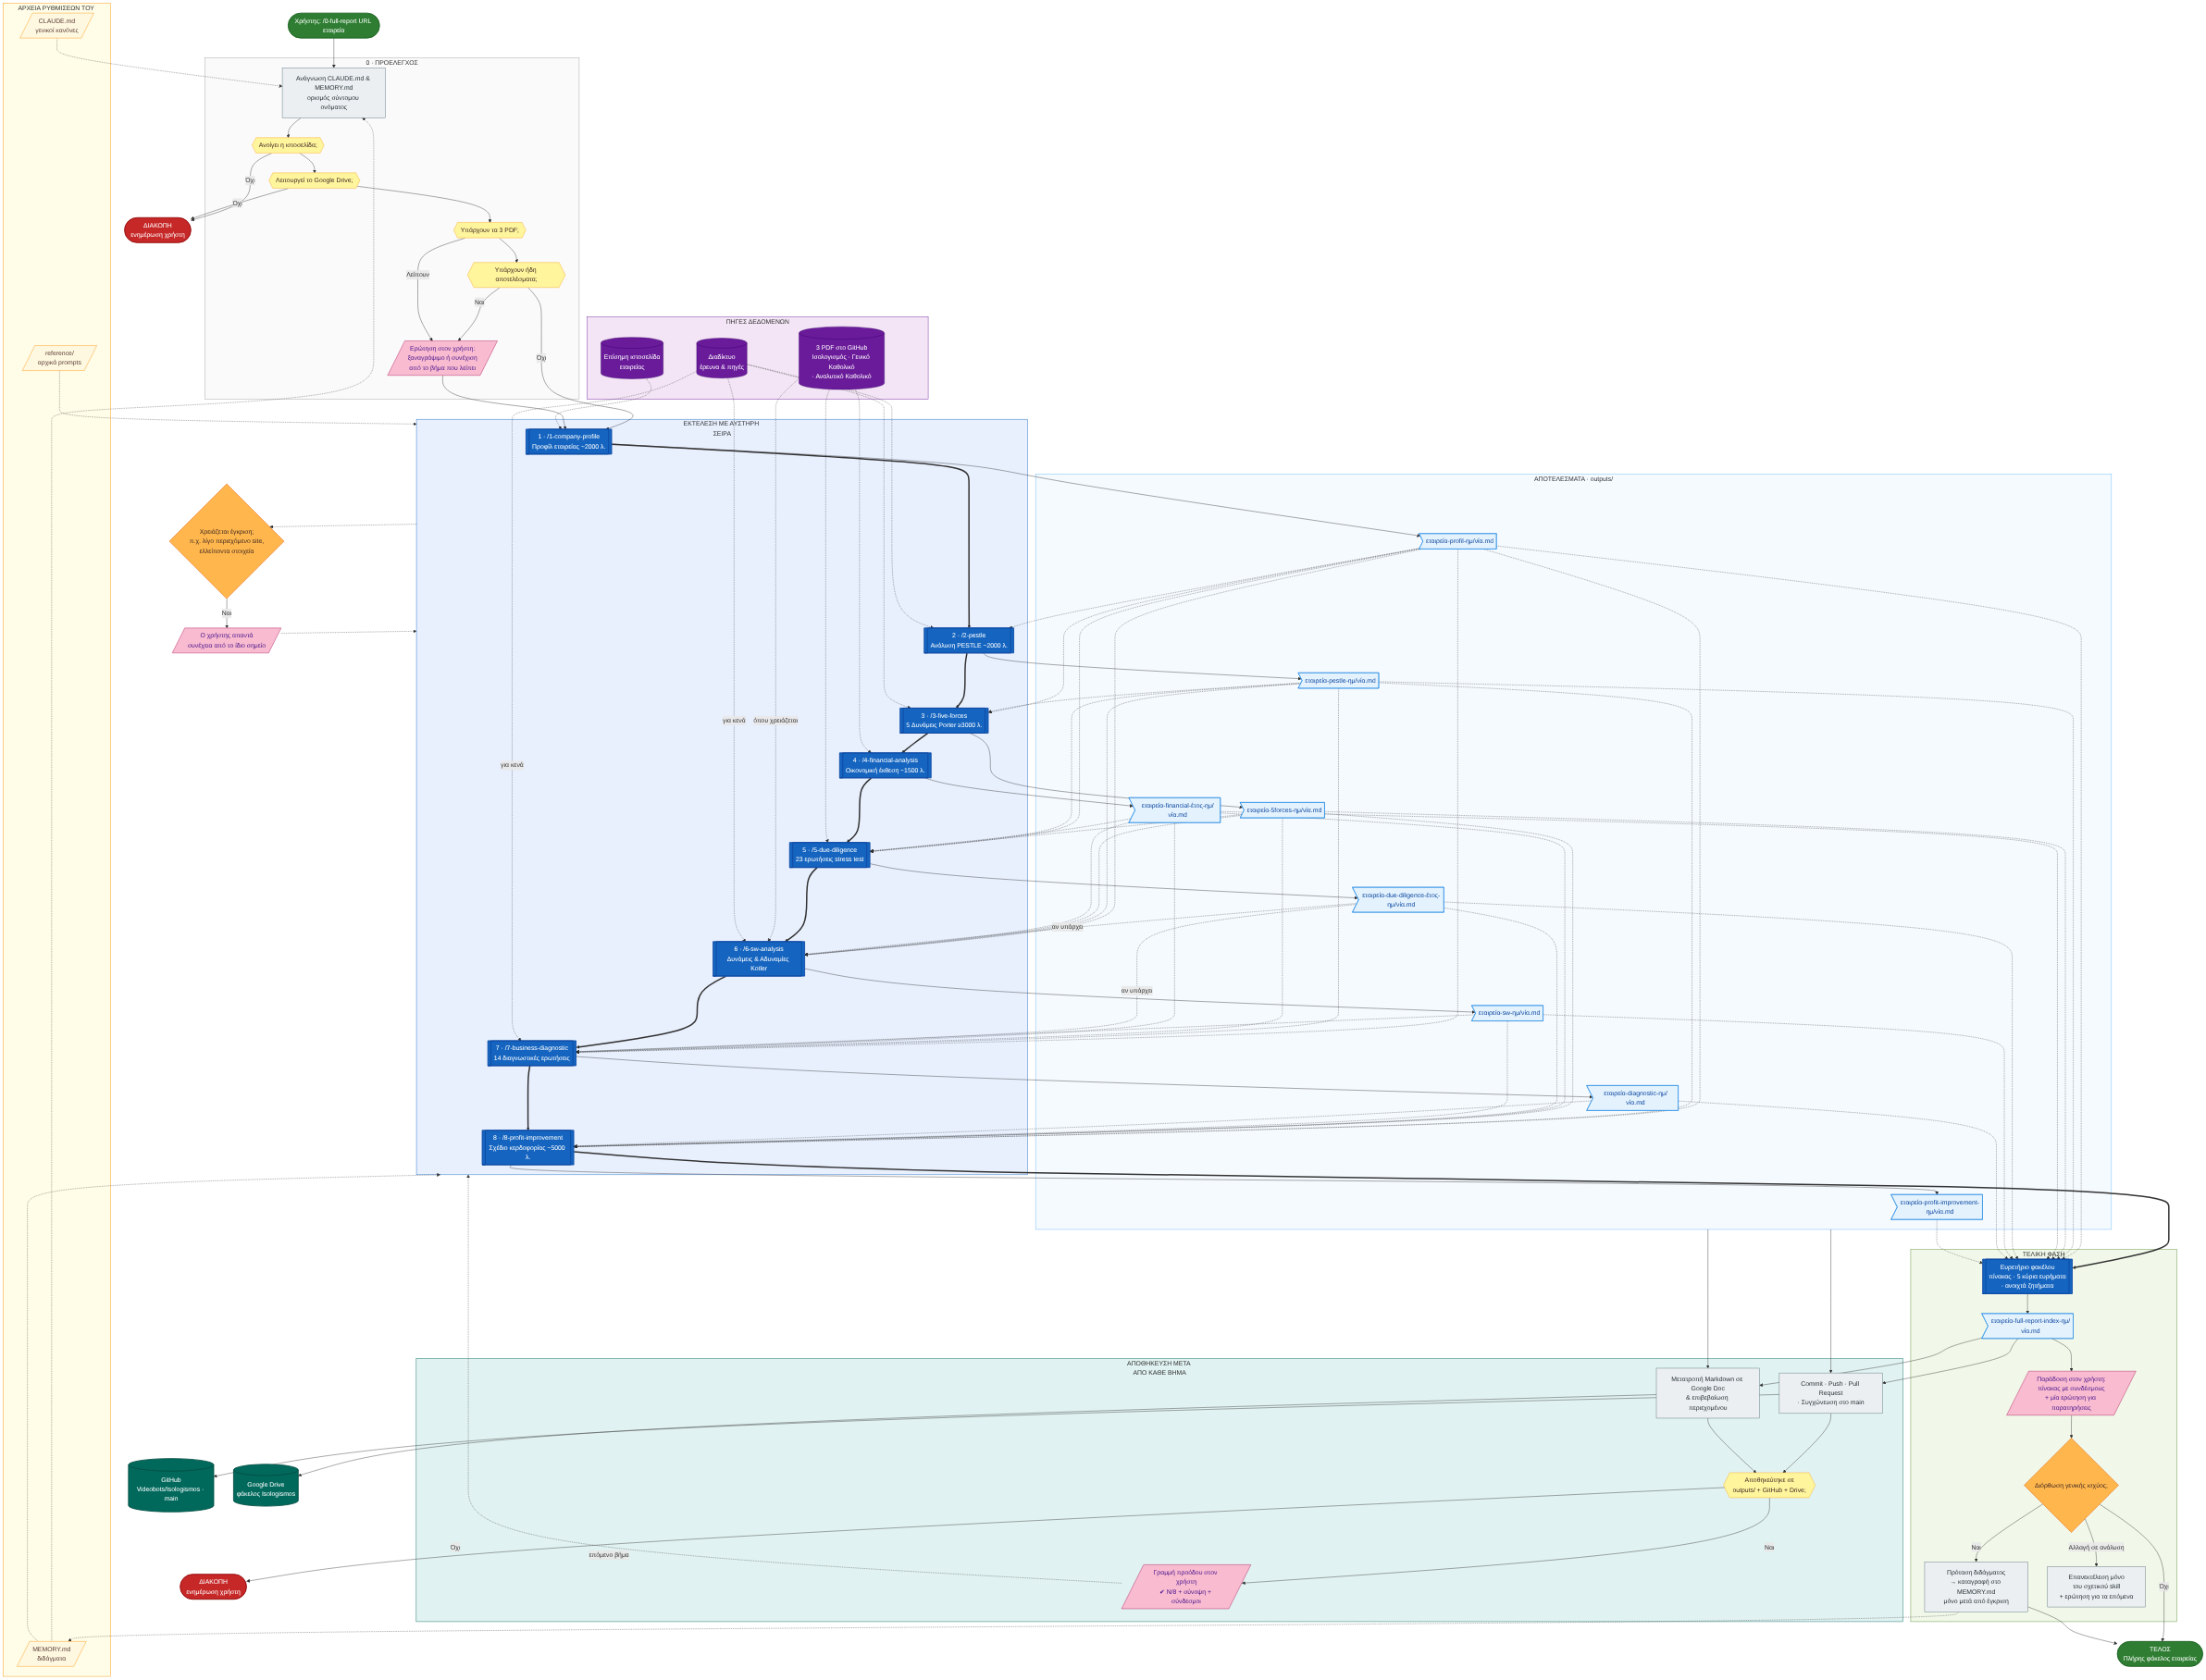 ΑΡΧΕΙΑ ΡΥΘΜΙΣΕΩΝ ΤΟΥ
CLAUDE.md
γενικοί κανόνες
reference/
αρχικά prompts
MEMORY.md
διδάγματα
Χρήστης: /0-full-report URL
εταιρεία
0 · ΠΡΟΕΛΕΓΧΟΣ
Ανάγνωση CLAUDE.md &
MEMORY.md
ορισμός σύντομου
ονόματος
Ανοίγει η ιστοσελίδα;
Όχι
Λειτουργεί το Google Drive;
Όχι
ΔΙΑΚΟΠΗ
ενημέρωση χρήστη
Υπάρχουν τα 3 PDF;
Λείπουν
Υπάρχουν ήδη
αποτελέσματα;
Ναι
Όχι
Ερώτηση στον χρήστη:
ξαναγράψιμο ή συνέχιση
από το βήμα που λείπει
ΠΗΓΕΣ ΔΕΔΟΜΕΝΩΝ
Επίσημη ιστοσελίδα
εταιρείας
Διαδίκτυο
έρευνα & πηγές
3 PDF στο GitHub
Ισολογισμός · Γενικό
Καθολικό
· Αναλυτικό Καθολικό
ΕΚΤΕΛΕΣΗ ΜΕ ΑΥΣΤΗΡΗ
ΣΕΙΡΑ
1 · /1-company-profile
Προφίλ εταιρείας ~2000 λ.
2 · /2-pestle
Ανάλυση PESTLE ~2000 λ.
3 · /3-five-forces
5 Δυνάμεις Porter ≥3000 λ.
4 · /4-financial-analysis
Οικονομική έκθεση ~1500 λ.
5 · /5-due-diligence
23 ερωτήσεις stress test
6 · /6-sw-analysis
Δυνάμεις & Αδυναμίες
Kotler
7 · /7-business-diagnostic
14 διαγνωστικές ερωτήσεις
8 · /8-profit-improvement
Σχέδιο κερδοφορίας ~5000
λ.
για κενά
για κενά
όπου χρειάζεται
Χρειάζεται έγκριση;
π.χ. λίγο περιεχόμενο site,
ελλείποντα στοιχεία
Ναι
Ο χρήστης απαντά
συνέχεια από το ίδιο σημείο
ΑΠΟΤΕΛΕΣΜΑΤΑ · outputs/
εταιρεία-profil-ημ/νία.md
εταιρεία-pestle-ημ/νία.md
εταιρεία-financial-έτος-ημ/
νία.md
εταιρεία-5forces-ημ/νία.md
εταιρεία-due-diligence-έτος-
ημ/νία.md
αν υπάρχει
αν υπάρχει
εταιρεία-sw-ημ/νία.md
εταιρεία-diagnostic-ημ/
νία.md
εταιρεία-profit-improvement-
ημ/νία.md
ΤΕΛΙΚΗ ΦΑΣΗ
Ευρετήριο φακέλου
πίνακας · 5 κύρια ευρήματα
· ανοιχτά ζητήματα
εταιρεία-full-report-index-ημ/
νία.md
Παράδοση στον χρήστη:
πίνακας με συνδέσμους
+ μία ερώτηση για
παρατηρήσεις
Διόρθωση γενικής ισχύος;
Ναι
Αλλαγή σε ανάλυση
Όχι
Πρόταση διδάγματος
→ καταγραφή στο
MEMORY.md
μόνο μετά από έγκριση
Επανεκτέλεση μόνο
του σχετικού skill
+ ερώτηση για τα επόμενα
ΤΕΛΟΣ
Πλήρης φάκελος εταιρείας
ΑΠΟΘΗΚΕΥΣΗ ΜΕΤΑ
ΑΠΟ ΚΑΘΕ ΒΗΜΑ
Μετατροπή Markdown σε
Google Doc
& επιβεβαίωση
περιεχομένου
Commit · Push · Pull
Request
· Συγχώνευση στο main
GitHub
Videobots/Isologismos ·
main
Google Drive
φάκελος Isologismos
Αποθηκεύτηκε σε
outputs/ + GitHub + Drive;
Όχι
Ναι
επόμενο βήμα
ΔΙΑΚΟΠΗ
ενημέρωση χρήστη
Γραμμή προόδου στον
χρήστη
✔ N/8 + σύνοψη +
σύνδεσμοι